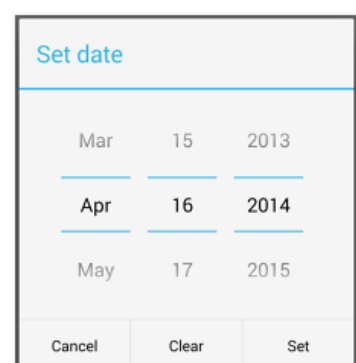 Set date
Mar 15 2013
Apr 16 2014
May 17 2015
Cancel Clear Set